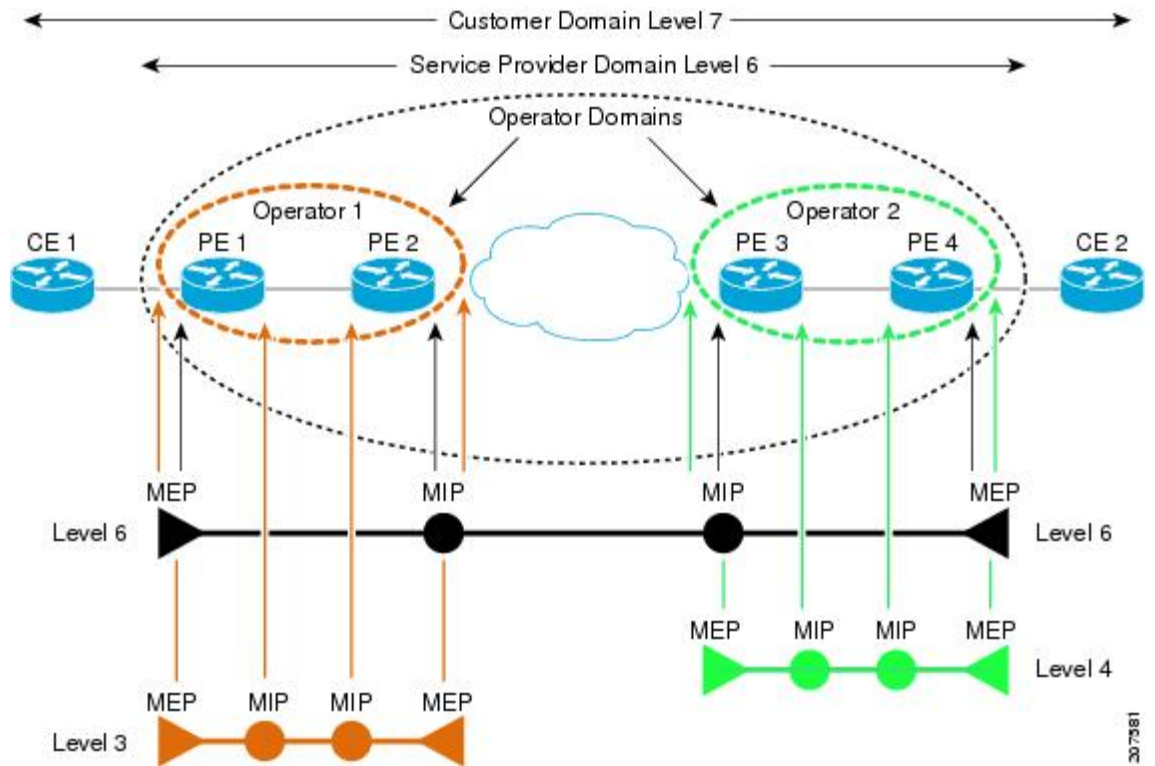 Customer Domain Level 7
Service Provider Domain Level 6
Operator Domains
Operator 1
Operator 2
CE 1
PE 1
PE 2
PE 3
PE 4
CE 2
MEP
MIP
MIP
MEP
Level 6
Level 6
MEP
MIP
MIP
MEP
Level 4
MEP
MIP
MIP
MEP
Level 3
207581